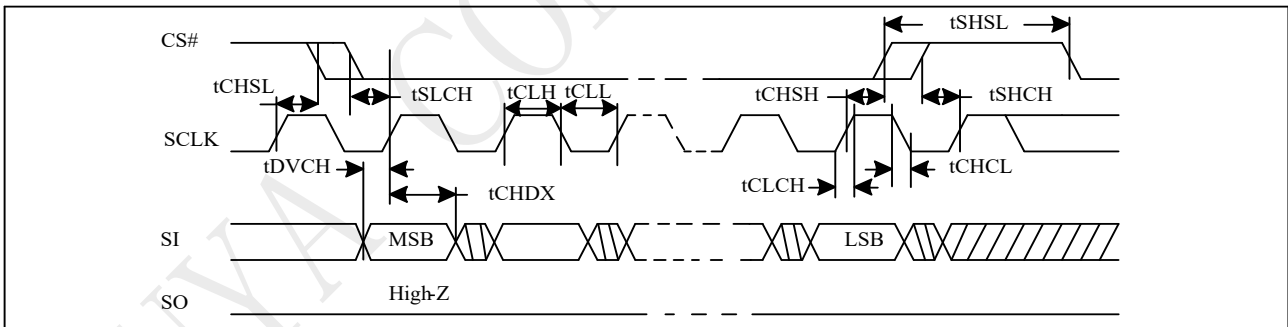 tSHSL
CS#
tCHSL
tSLCH
tCLH
tCLL
tCHSH
tSHCH
SCLK
tDVCH
tCHDX
tCLCH
tCHCL
SI
MSB
LSB
High-Z
SO